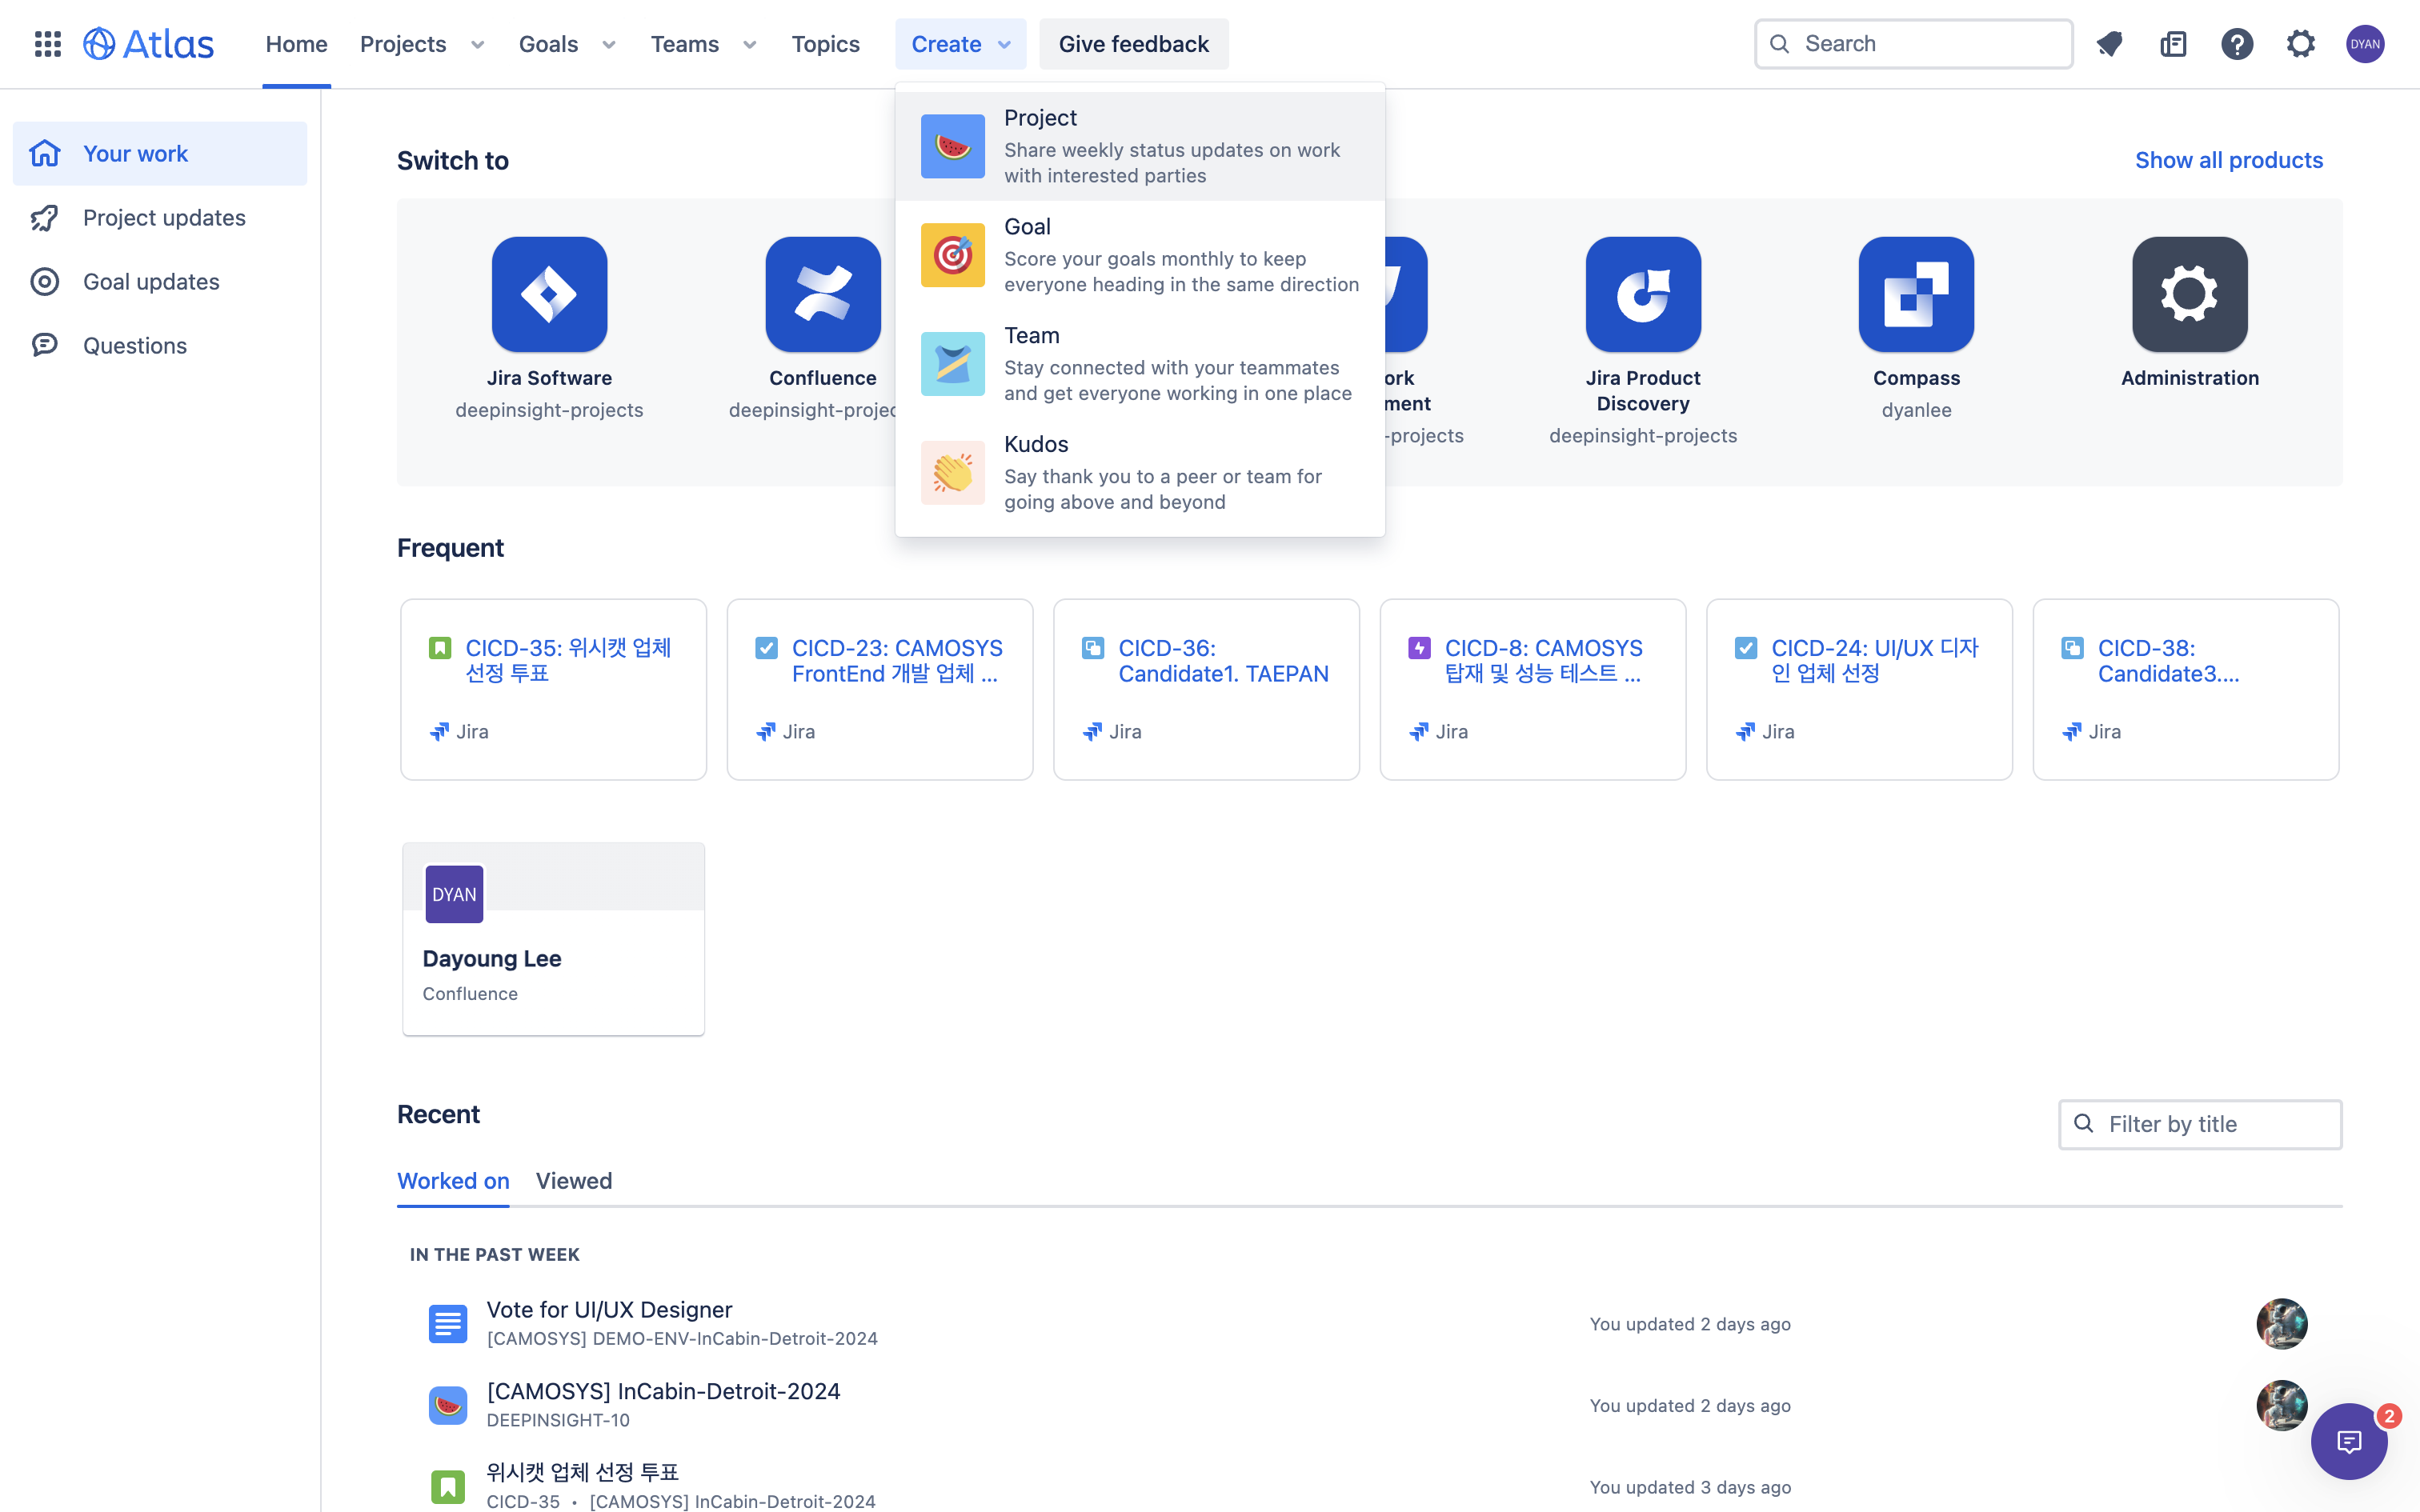 Atlas
Home
Projects
Goals
Teams
Topics
Create
Give feedback
Search
DYAN
Your work
Project updates
Goal updates
Questions
Project
Share weekly status updates on work
with interested parties
Goal
Score your goals monthly to keep
everyone heading in the same direction
Team
Stay connected with your teammates
and get everyone working in one place
Kudos
Say thank you to a peer or team for
going above and beyond
Switch to
Show all products
Jira Software
deepinsight-projects
Confluence
deepinsight-projec
ork
ment
-projects
Jira Product
Discovery
deepinsight-projects
Compass
dyanlee
Administration
Frequent
CICD-35: 위시캣 업체
선정 투표
Jira
CICD-23: CAMOSYS
FrontEnd 개발 업체 ...
Jira
CICD-36:
Candidate1. TAEPAN
Jira
CICD-8: CAMOSYS
탑재 및 성능 테스트 ...
Jira
CICD-24: UI/UX 디자
인 업체 선정
Jira
CICD-38:
Candidate3....
Jira
DYAN
Dayoung Lee
Confluence
Recent
Filter by title
Worked on
Viewed
IN THE PAST WEEK
Vote for UI/UX Designer
[CAMOSYS] DEMO-ENV-InCabin-Detroit-2024
You updated 2 days ago
[CAMOSYS] InCabin-Detroit-2024
DEEPINSIGHT-10
You updated 2 days ago
2
위시캣 업체 선정 투표
CICD-35 • [CAMOSYS] InCabin-Detroit-2024
You updated 3 days ago